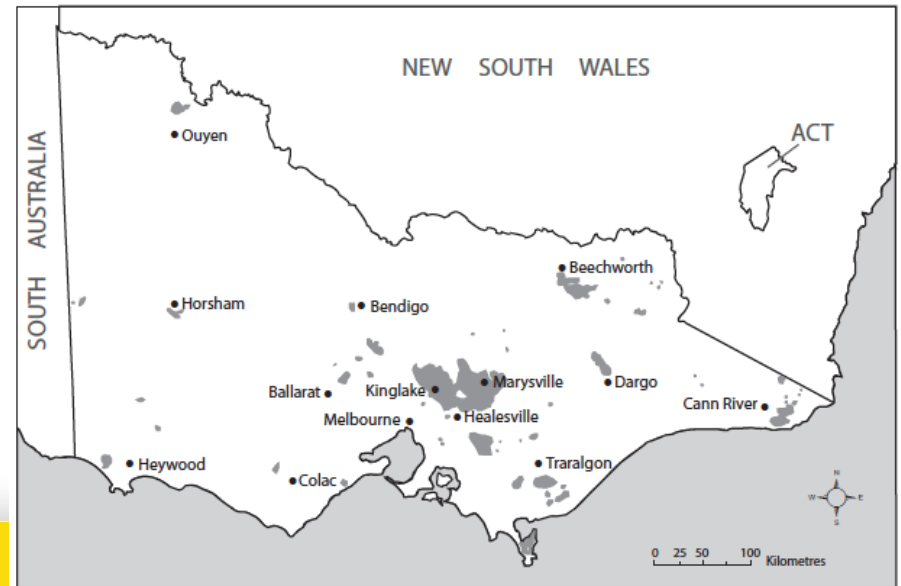 NEW SOUTH WALES
ACT
SOUTH AUSTRALIA
Ouyen
Beechworth
Horsham
Bendigo
Ballarat
Kinglake
Marysville
Dargo
Melbourne
Healesville
Cann River
Heywood
Colac
Traralgon
N
W E
S
0 25 50 100 Kilometres